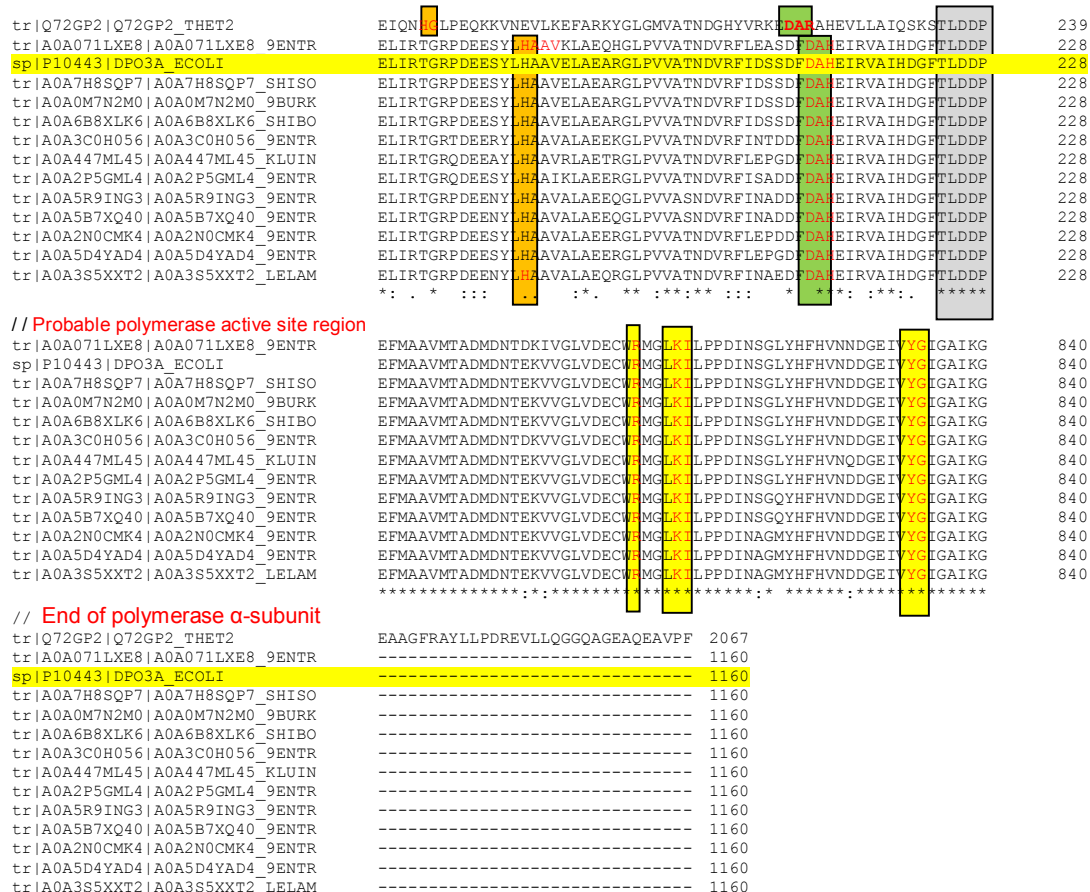 tr|Q72GP2|Q72GP2_THET2 EIQNHGLPEQKKVNEVLKEFARKYGLGMVATNDGHYVRKEDARAHEVLLAIQSKSTLDDP 239
tr|A0A071LXE8|A0A071LXE8_9ENTR ELIRTGRPDEESYLHAAVKLAEQHGLPVVATNDVRFLEASDFDAHEIRVAIHDGFTLDDP 228
sp|P10443|DPO3A_ECOLI ELIRTGRPDEESYLHAAVELAEARGLPVVATNDVRFIDSSDFDAHEIRVAIHDGFTLDDP 228
tr|A0A7H8SQP7|A0A7H8SQP7_SHISO ELIRTGRPDEESYLHAAVELAEARGLPVVATNDVRFIDSSDFDAHEIRVAIHDGFTLDDP 228
tr|A0A0M7N2M0|A0A0M7N2M0_9BURK ELIRTGRPDEESYLHAAVELAEARGLPVVATNDVRFIDSSDFDAHEIRVAIHDGFTLDDP 228
tr|A0A6B8XLK6|A0A6B8XLK6_SHIBO ELIRTGRPDEESYLHAAVELAEARGLPVVATNDVRFIDSSDFDAHEIRVAIHDGFTLDDP 228
tr|A0A3C0H056|A0A3C0H056_9ENTR ELIRTGRTDEERYLHAAVALAEEKGLPVVATNDVRFINTDDFDAHEIRVAIHDGFTLDDP 228
tr|A0A447ML45|A0A447ML45_KLUIN ELIRTGRQDEESYLHAAVRLAETRGLPVVATNDVRFLEPGDFDAHEIRVAIHDGFTLDDP 228
tr|A0A2P5GML4|A0A2P5GML4_9ENTR ELIRTGRQDEESYLHAAIKLAEERGLPVVATNDVRFISADDFDAHEIRVAIHDGFTLDDP 228
tr|A0A5R9ING3|A0A5R9ING3_9ENTR ELIRTGRPDEESYLHAAVALAEEQGLPVVASNDVRFINADDFDAHEIRVAIHDGFTLDDP 228
tr|A0A5B7XQ40|A0A5B7XQ40_9ENTR ELIRTGRPDEESYLHAAVALAEEQGLPVVASNDVRFINADDFDAHEIRVAIHDGFTLDDP 228
tr|A0A2N0CMK4|A0A2N0CMK4_9ENTR ELIRTGRPDEESYLHAAVALAEERGLPVVATNDVRFLEPDDFDAHEIRVAIHDGFTLDDP 228
tr|A0A5D4YAD4|A0A5D4YAD4_9ENTR ELIRTGRPDEESYLHAAVALAEERGLPVVATNDVRFLEPGDFDAHEIRVAIHDGFTLDDP 228
tr|A0A3S5XXT2|A0A3S5XXT2_LELAM ELIRTGRPDEENYLHAAVALAEQRGLPVVATNDVRFINAEDFDAHEIRVAIHDGFTLDDP 228
*: . * ::: .. :*. ** :**:** :: * **: :**:. *****
// Probable polymerase active site region
tr|A0A071LXE8|A0A071LXE8_9ENTR EFMAAVMTADMDNTDKIVGLVDECWRMGLKILPPDINSGLYHFHVNNDGEIVYGIGAIKG 840
sp|P10443|DPO3A_ECOLI EFMAAVMTADMDNTEKVVGLVDECWRMGLKILPPDINSGLYHFHVNDDGEIVYGIGAIKG 840
tr|A0A7H8SQP7|A0A7H8SQP7_SHISO EFMAAVMTADMDNTEKVVGLVDECWRMGLKILPPDINSGLYHFHVNDDGEIVYGIGAIKG 840
tr|A0A0M7N2M0|A0A0M7N2M0_9BURK EFMAAVMTADMDNTEKVVGLVDECWRMGLKILPPDINSGLYHFHVNDDGEIVYGIGAIKG 840
tr|A0A6B8XLK6|A0A6B8XLK6_SHIBO EFMAAVMTADMDNTEKVVGLVDECWRMGLKILPPDINSGLYHFHVNDDGEIVYGIGAIKG 840
tr|A0A3C0H056|A0A3C0H056_9ENTR EFMAAVMTADMDNTDKVVGLVDECWRMGLKILPPDINSGLYHFHVNDDGEIVYGIGAIKG 840
tr|A0A447ML45|A0A447ML45_KLUIN EFMAAVMTADMDNTEKVVGLVDECWRMGLKILPPDINSGLYHFHVNQDGEIVYGIGAIKG 840
tr|A0A2P5GML4|A0A2P5GML4_9ENTR EFMAAVMTADMDNTEKVVGLVDECWRMGLKILPPDINSGLYHFHVNDDGEIVYGIGAIKG 840
tr|A0A5R9ING3|A0A5R9ING3_9ENTR EFMAAVMTADMDNTEKVVGLVDECWRMGLKILPPDINSGQYHFHVNDDGEIVYGIGAIKG 840
tr|A0A5B7XQ40|A0A5B7XQ40_9ENTR EFMAAVMTADMDNTEKVVGLVDECWRMGLKILPPDINSGQYHFHVNDDGEIVYGIGAIKG 840
tr|A0A2N0CMK4|A0A2N0CMK4_9ENTR EFMAAVMTADMDNTEKVVGLVDECWRMGLKILPPDINAGMYHFHVNDDGEIVYGIGAIKG 840
tr|A0A5D4YAD4|A0A5D4YAD4_9ENTR EFMAAVMTADMDNTEKVVGLVDECWRMGLKILPPDINAGMYHFHVNDDGEIVYGIGAIKG 840
tr|A0A3S5XXT2|A0A3S5XXT2_LELAM EFMAAVMTADMDNTEKVVGLVDECWRMGLKILPPDINAGMYHFHVNDDGEIVYGIGAIKG 840
**************:*:********************:* ******:*************
// End of polymerase α-subunit
tr|Q72GP2|Q72GP2_THET2 EAAGFRAYLLPDREVLLQGGQAGEAQEAVPF 2067
tr|A0A071LXE8|A0A071LXE8_9ENTR ------------------------------- 1160
sp|P10443|DPO3A_ECOLI ------------------------------- 1160
tr|A0A7H8SQP7|A0A7H8SQP7_SHISO ------------------------------- 1160
tr|A0A0M7N2M0|A0A0M7N2M0_9BURK ------------------------------- 1160
tr|A0A6B8XLK6|A0A6B8XLK6_SHIBO ------------------------------- 1160
tr|A0A3C0H056|A0A3C0H056_9ENTR ------------------------------- 1160
tr|A0A447ML45|A0A447ML45_KLUIN ------------------------------- 1160
tr|A0A2P5GML4|A0A2P5GML4_9ENTR ------------------------------- 1160
tr|A0A5R9ING3|A0A5R9ING3_9ENTR ------------------------------- 1160
tr|A0A5B7XQ40|A0A5B7XQ40_9ENTR ------------------------------- 1160
tr|A0A2N0CMK4|A0A2N0CMK4_9ENTR ------------------------------- 1160
tr|A0A5D4YAD4|A0A5D4YAD4_9ENTR ------------------------------- 1160
tr|A0A3S5XXT2|A0A3S5XXT2_LELAM ------------------------------- 1160